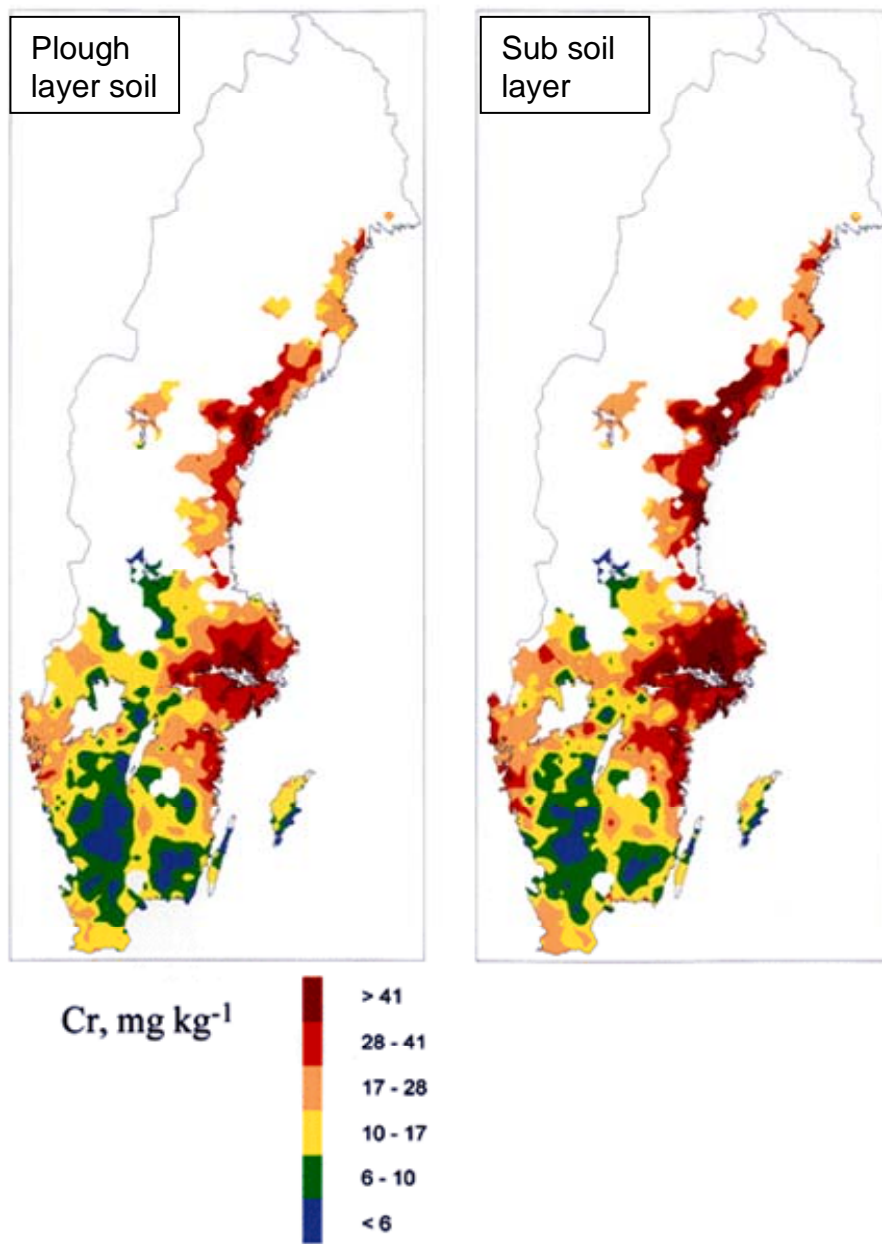 Plough
layer soil
Sub soil
layer
Cr, mg kg⁻¹
> 41
28 - 41
17 - 28
10 - 17
6 - 10
< 6